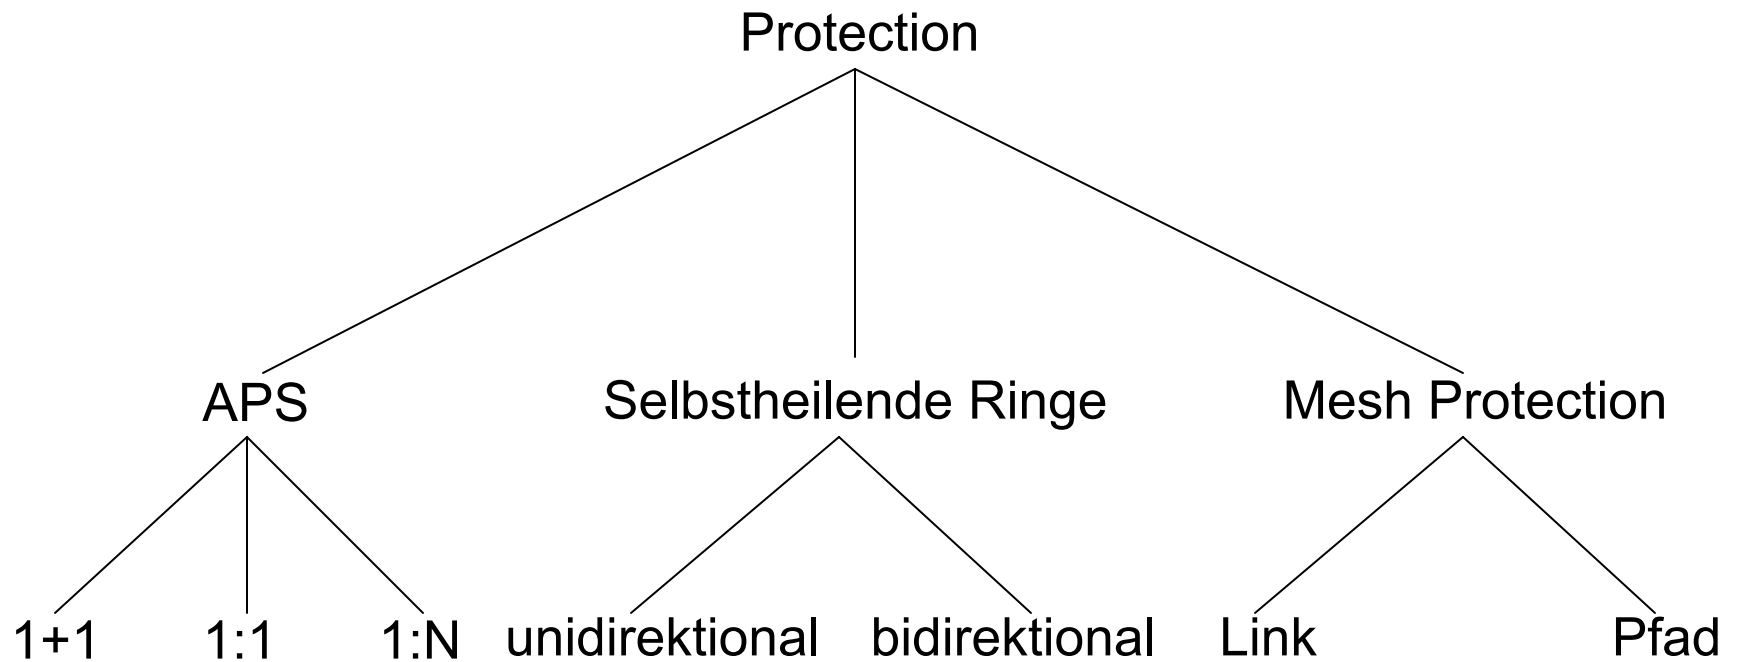 Protection
APS Selbstheilende Ringe Mesh Protection
1+1 1:1 1:N unidirektional bidirektional Link Pfad